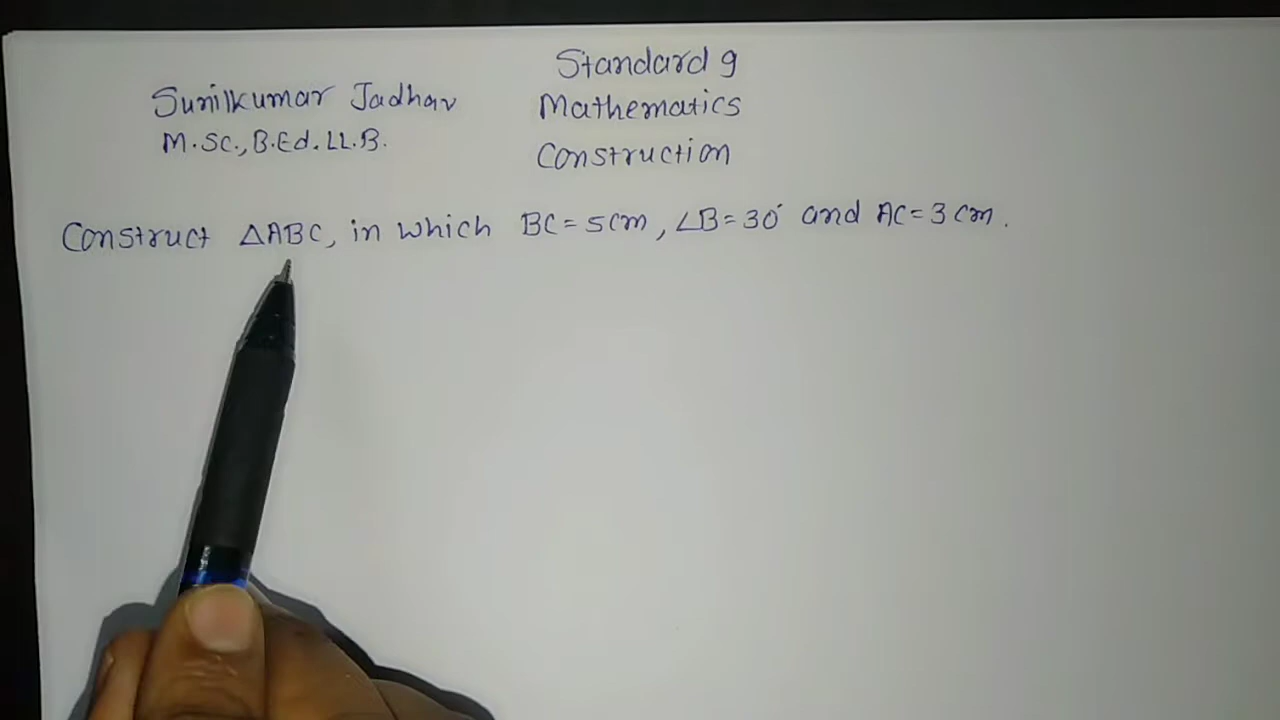 Standard 9
Sunilkumar Jadhav
Mathematics
M.Sc., B.Ed. LL.B.
Construction
Construct △ABC, in which BC = 5cm, ∠B = 30° and AC = 3 cm.